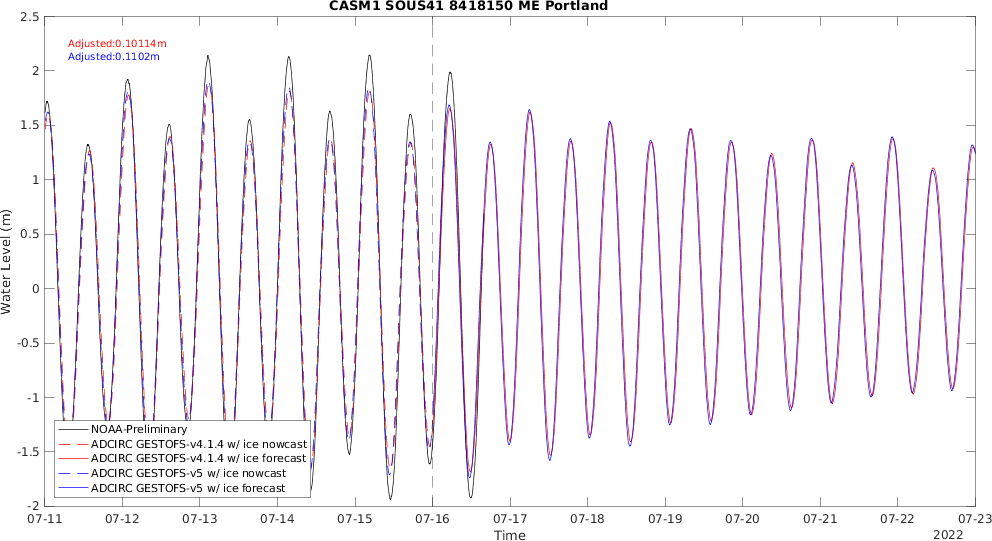 CASM1 SOUS41 8418150 ME Portland
Adjusted:0.10114m
Adjusted:0.1102m
2.5
2
1.5
1
0.5
0
-0.5
-1
-1.5
-2
Water Level (m)
NOAA-Preliminary
ADCIRC GESTOFS-v4.1.4 w/ ice nowcast
ADCIRC GESTOFS-v4.1.4 w/ ice forecast
ADCIRC GESTOFS-v5 w/ ice nowcast
ADCIRC GESTOFS-v5 w/ ice forecast
07-11 07-12 07-13 07-14 07-15 07-16 07-17 07-18 07-19 07-20 07-21 07-22 07-23
Time
2022